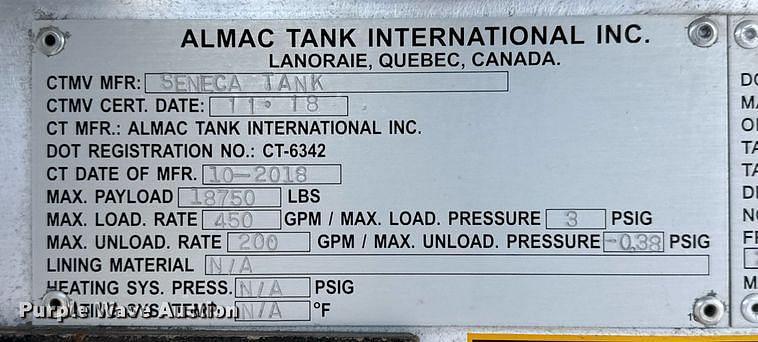 ALMAC TANK INTERNATIONAL INC.
LANORAIE, QUEBEC, CANADA.
CTMV MFR: SENECA TANK
CTMV CERT. DATE: 11-18
CT MFR.: ALMAC TANK INTERNATIONAL INC.
DOT REGISTRATION NO.: CT-6342
CT DATE OF MFR. 10-2018
MAX. PAYLOAD 18750 LBS
MAX. LOAD. RATE 450 GPM / MAX. LOAD. PRESSURE 3 PSIG
MAX. UNLOAD. RATE 200 GPM / MAX. UNLOAD. PRESSURE -0.38 PSIG
LINING MATERIAL N/A
HEATING SYS. PRESS. N/A PSIG
HEATING SYS. TEMP. N/A °F
Purple Wave Auction